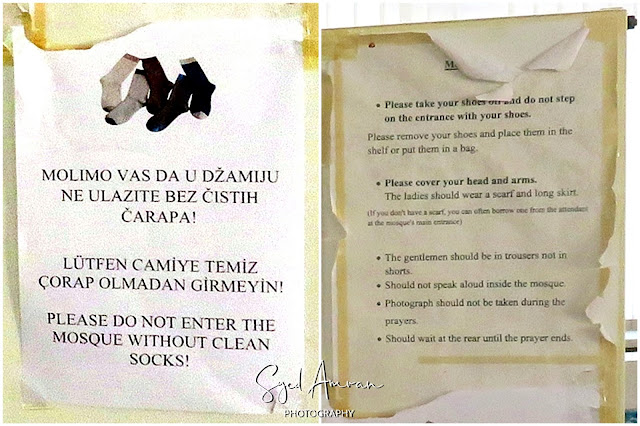 MOLIMO VAS DA U DŽAMIJU
NE ULAZITE BEZ ČISTIH
ČARAPA!
LÜTFEN CAMİYE TEMİZ
ÇORAP OLMADAN GİRMEYİN!
PLEASE DO NOT ENTER THE
MOSQUE WITHOUT CLEAN
SOCKS!
• Please take your shoes off and do not step
on the entrance with your shoes.
Please remove your shoes and place them in the
shelf or put them in a bag.
• Please cover your head and arms.
The ladies should wear a scarf and long skirt.
(If you don't have a scarf, you can often borrow one from the attendant
at the mosque's main entrance)
• The gentlemen should be in trousers not in
shorts.
• Should not speak aloud inside the mosque.
• Photograph should not be taken during the
prayers.
• Should wait at the rear until the prayer ends.
Syed Amran
PHOTOGRAPHY